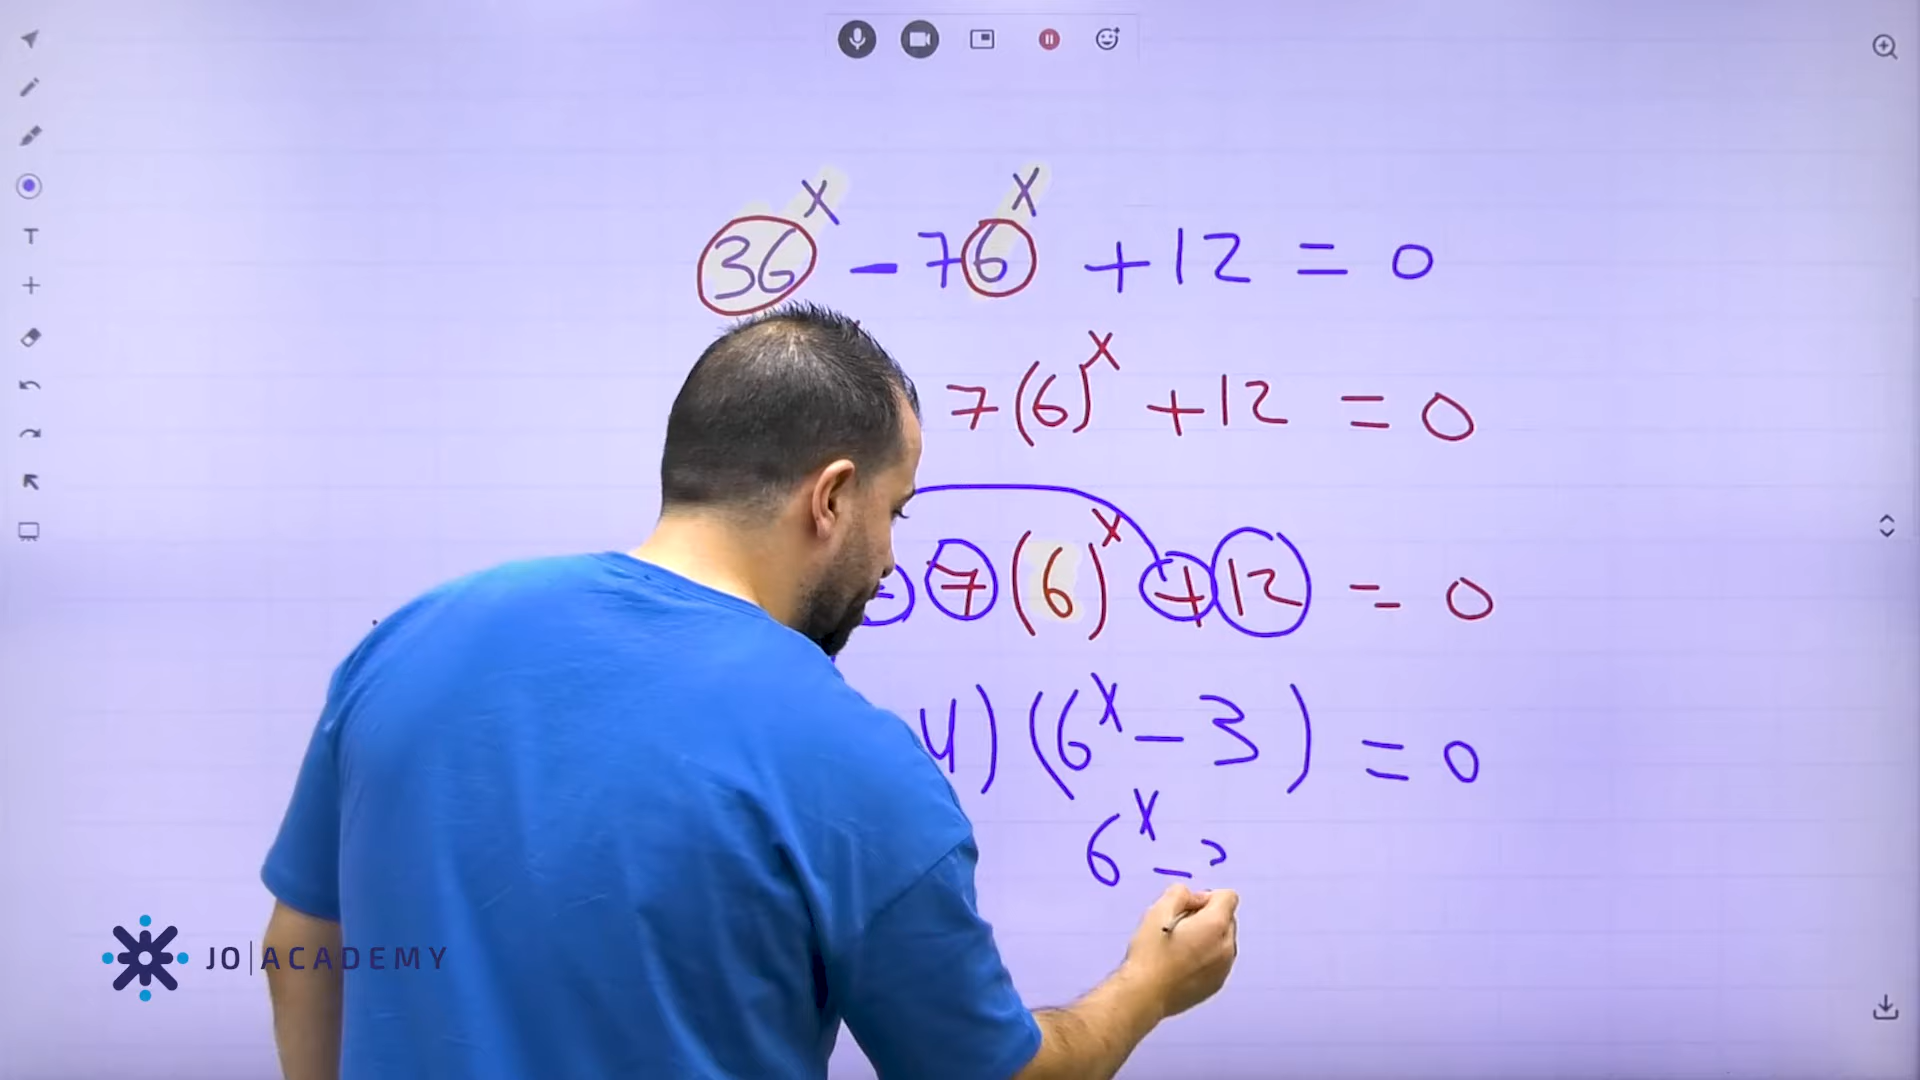 36^x - 7 6^x + 12 = 0
7(6)^x + 12 = 0
- 7 (6)^x + 12 = 0
4) (6^x - 3) = 0
6^x -
JO|ACADEMY
T